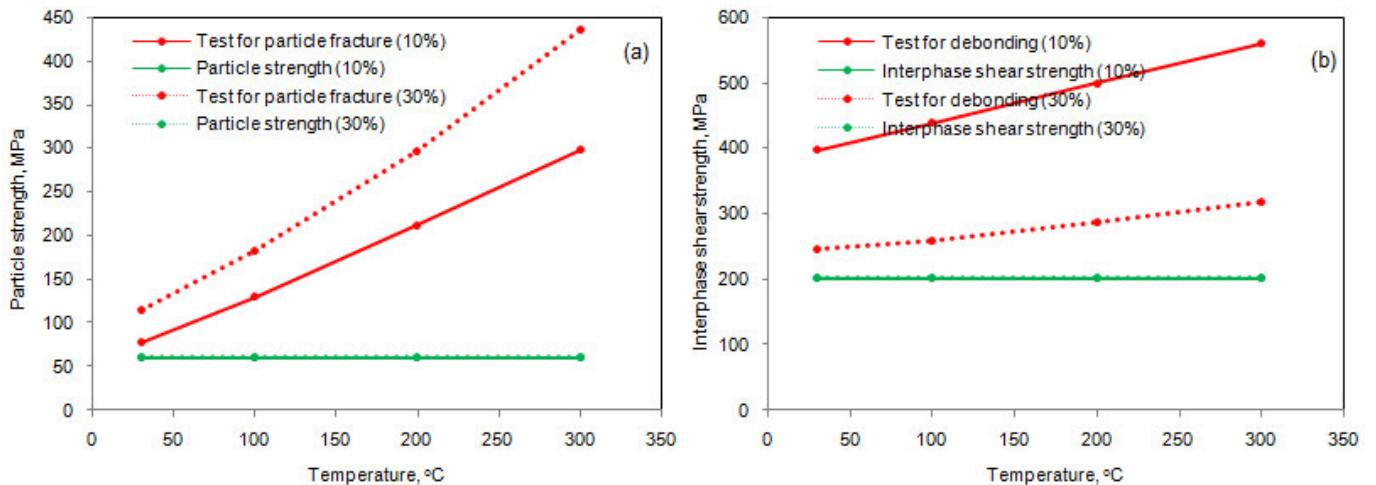 450
400
350
300
250
200
150
100
50
0
Particle strength, MPa
Test for particle fracture (10%)
Particle strength (10%)
Test for particle fracture (30%)
Particle strength (30%)
(a)
0 50 100 150 200 250 300 350
Temperature, °C
600
500
400
300
200
100
0
Interphase shear strength, MPa
Test for debonding (10%)
Interphase shear strength (10%)
Test for debonding (30%)
Interphase shear strength (30%)
(b)
0 50 100 150 200 250 300 350
Temperature, °C